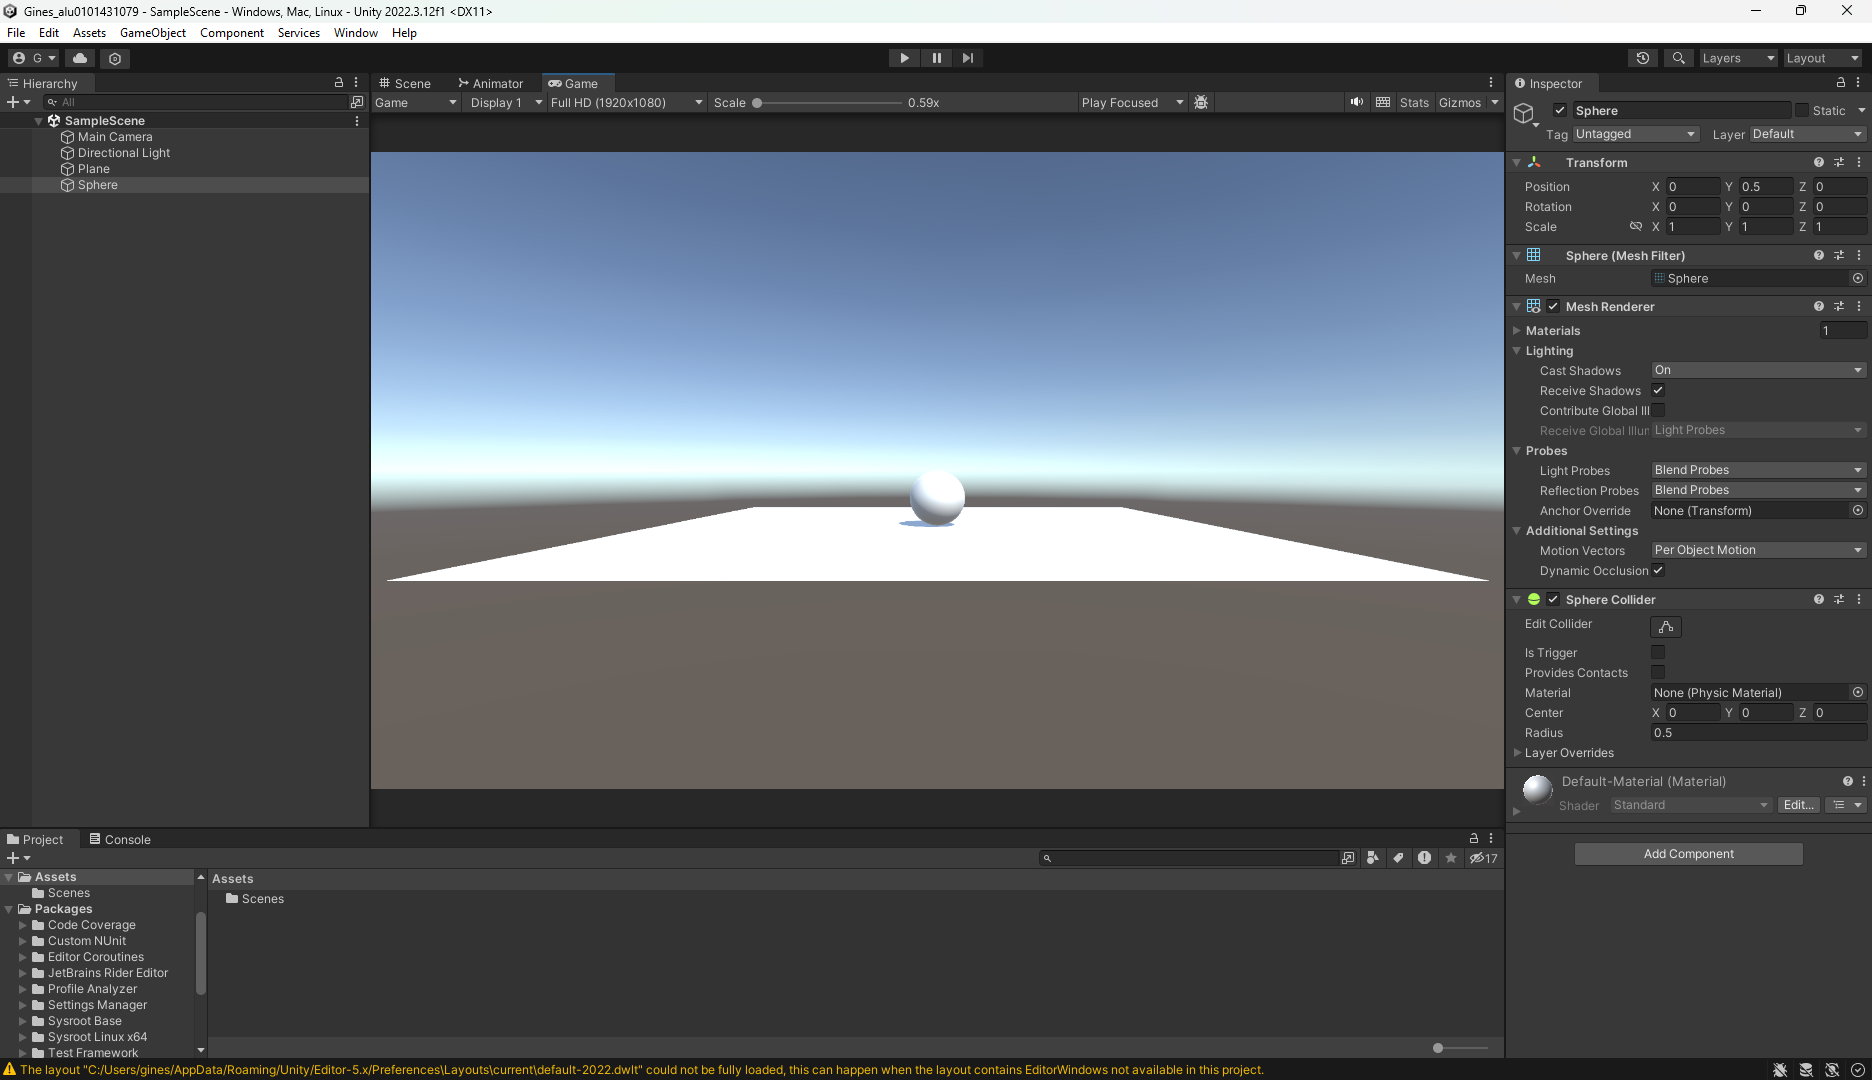 Gines_alu0101431079 - SampleScene - Windows, Mac, Linux - Unity 2022.3.12f1 <DX11>
File Edit Assets GameObject Component Services Window Help
G Layers Layout
Hierarchy
All
SampleScene
Main Camera
Directional Light
Plane
Sphere
Scene Animator Game
Game Display 1 Full HD (1920x1080) Scale 0.59x Play Focused Stats Gizmos
Inspector
Sphere Static
Tag Untagged Layer Default
Transform
Position X 0 Y 0.5 Z 0
Rotation X 0 Y 0 Z 0
Scale X 1 Y 1 Z 1
Sphere (Mesh Filter)
Mesh Sphere
Mesh Renderer
Materials 1
Lighting
Cast Shadows On
Receive Shadows
Contribute Global Ill
Receive Global Illur Light Probes
Probes
Light Probes Blend Probes
Reflection Probes Blend Probes
Anchor Override None (Transform)
Additional Settings
Motion Vectors Per Object Motion
Dynamic Occlusion
Sphere Collider
Edit Collider
Is Trigger
Provides Contacts
Material None (Physic Material)
Center X 0 Y 0 Z 0
Radius 0.5
Layer Overrides
Default-Material (Material)
Shader Standard Edit...
Add Component
Project Console
17
Assets
Scenes
Packages
Code Coverage
Custom NUnit
Editor Coroutines
JetBrains Rider Editor
Profile Analyzer
Settings Manager
Sysroot Base
Sysroot Linux x64
Test Framework
Assets
Scenes
The layout "C:/Users/gines/AppData/Roaming/Unity/Editor-5.x/Preferences\Layouts\current\default-2022.dwlt" could not be fully loaded, this can happen when the layout contains EditorWindows not available in this project.